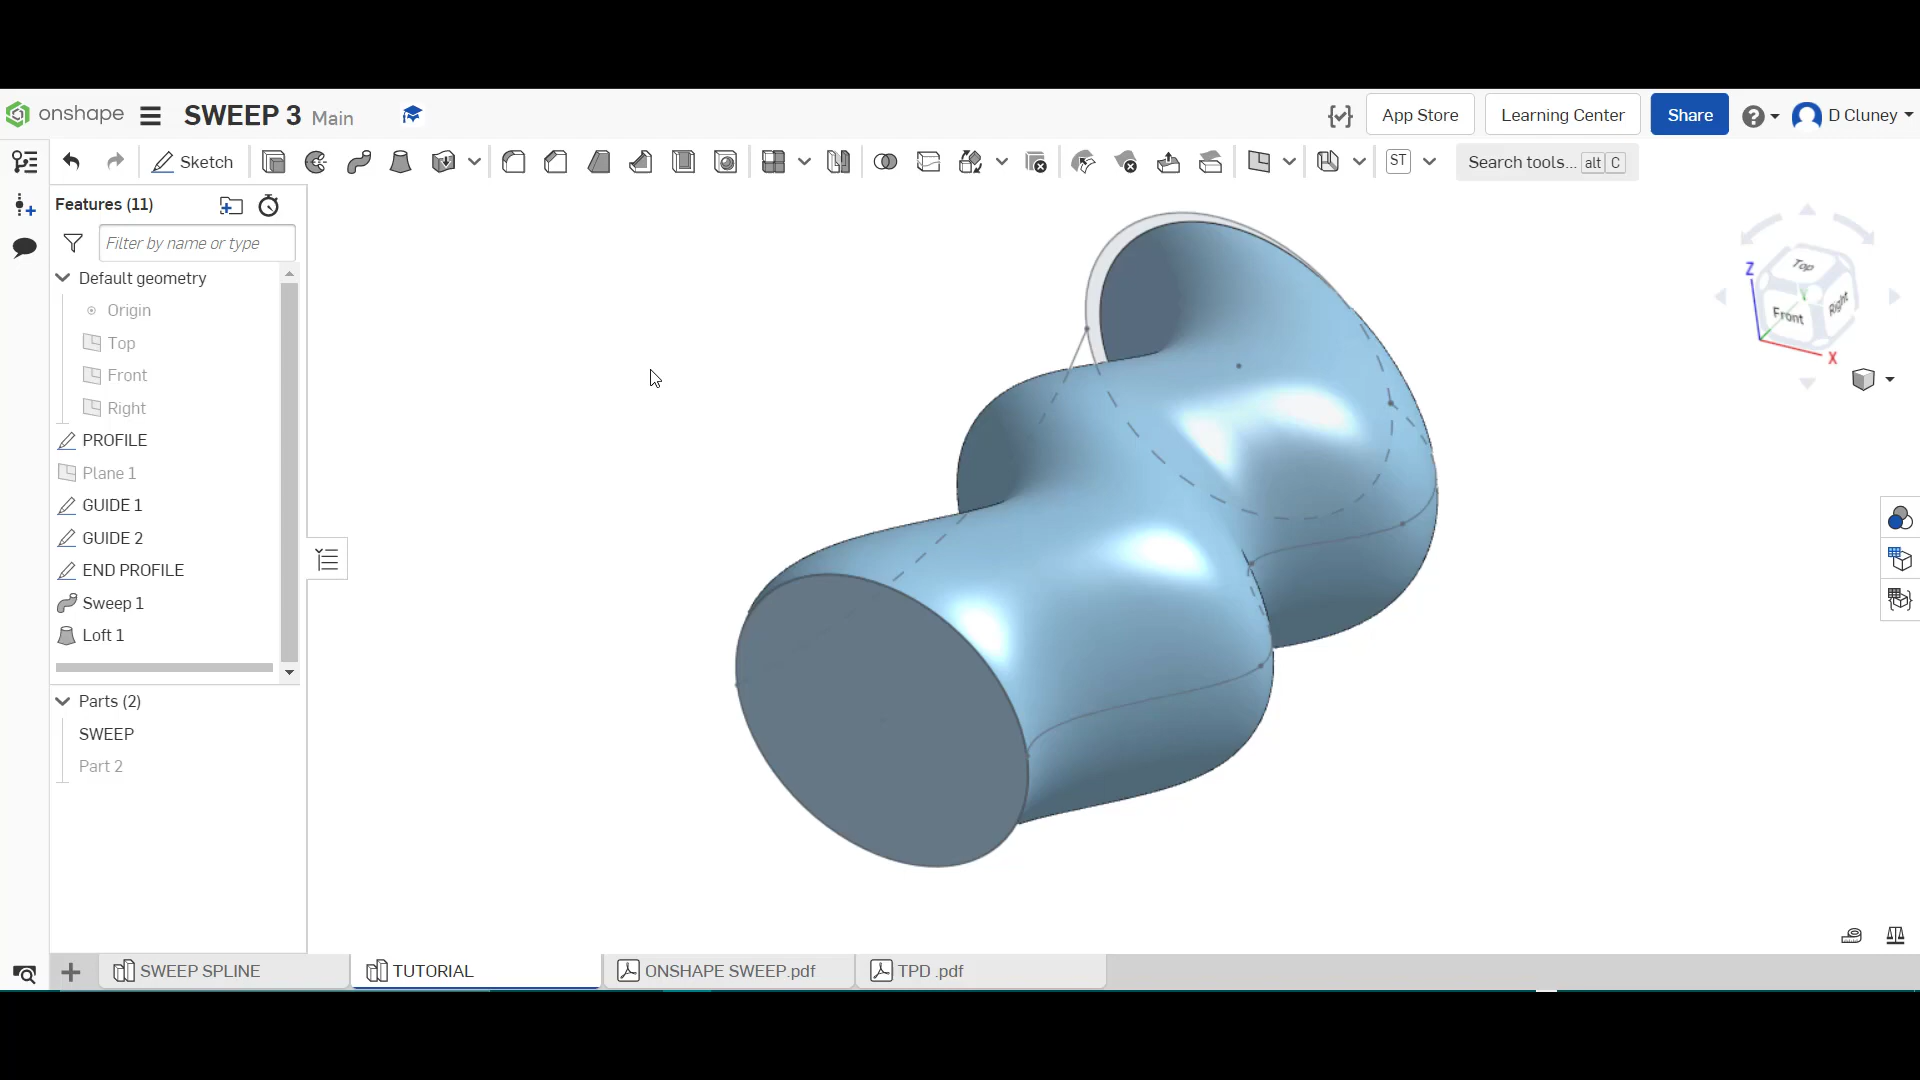 onshape SWEEP 3 Main App Store Learning Center Share D Cluney
Sketch ST Search tools... alt C
Features (11)
Filter by name or type
Default geometry
Origin
Top
Front
Right
PROFILE
Plane 1
GUIDE 1
GUIDE 2
END PROFILE
Sweep 1
Loft 1
Parts (2)
SWEEP
Part 2
Top
Z
Front
Right
X
SWEEP SPLINE TUTORIAL ONSHAPE SWEEP.pdf TPD .pdf